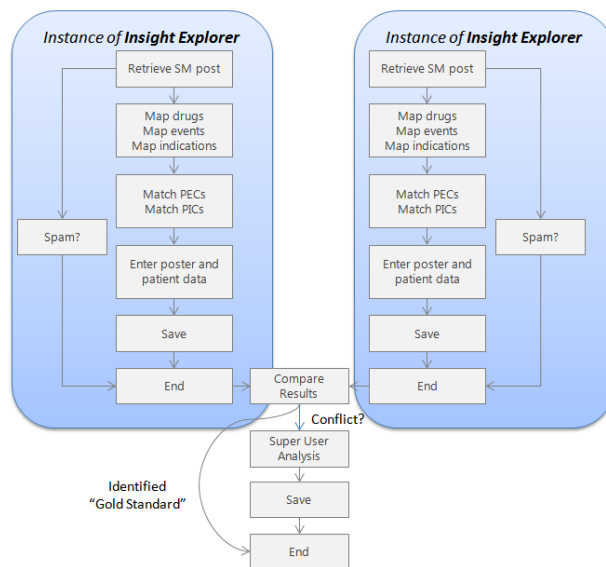 Instance of Insight Explorer
Retrieve SM post
Map drugs
Map events
Map indications
Match PECs
Match PICs
Spam?
Enter poster and
patient data
Save
End
Instance of Insight Explorer
Retrieve SM post
Map drugs
Map events
Map indications
Match PECs
Match PICs
Spam?
Enter poster and
patient data
Save
End
Compare
Results
Conflict?
Super User
Analysis
Identified
“Gold Standard”
Save
End